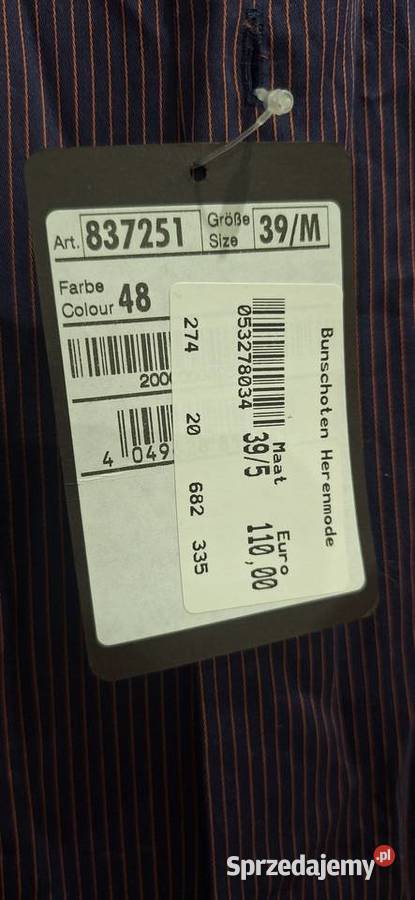 Art. 837251 Größe Size 39/M
Farbe Colour 48
200
4 049
Bunschoten Herenmode
Maat Euro
39/5 110,00
053278034
274 20 682 335
Sprzedajemy.pl